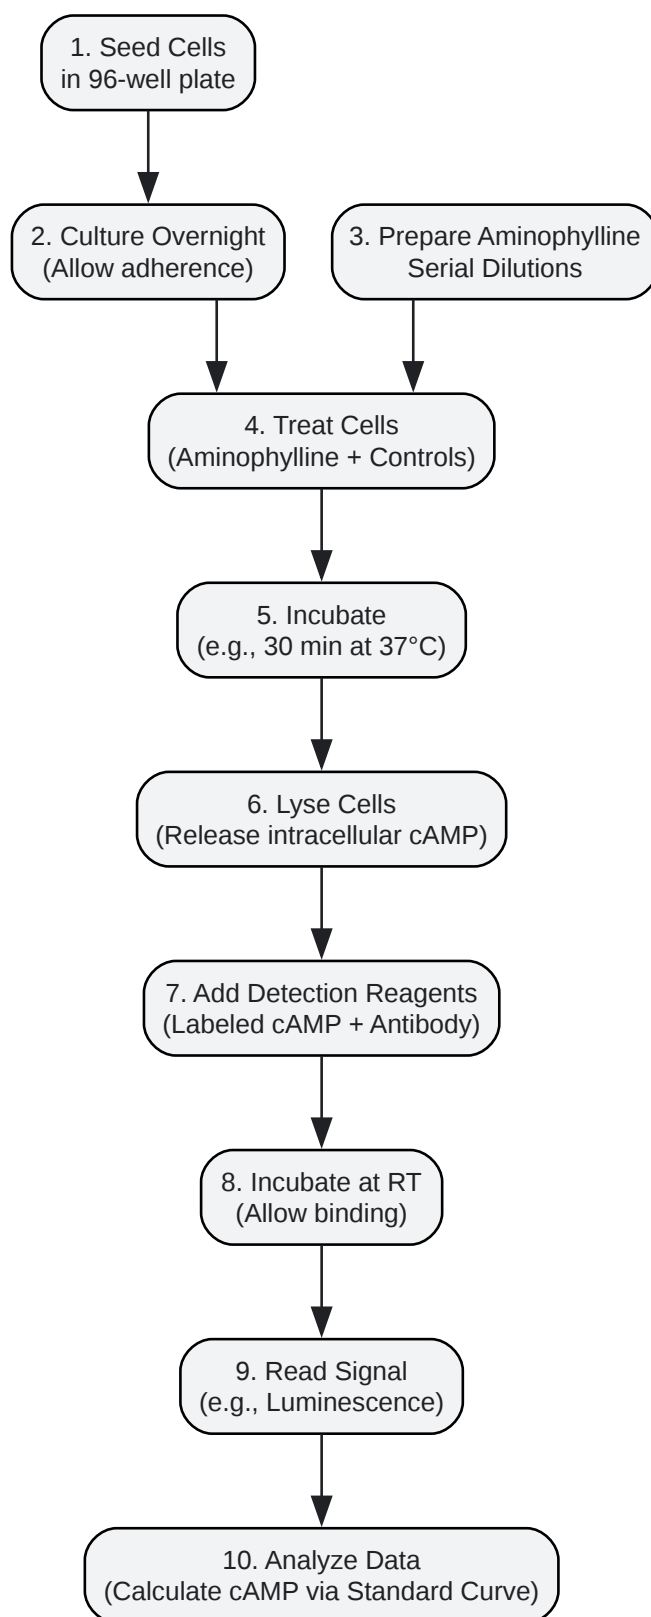 1. Seed Cells
in 96-well plate
2. Culture Overnight
(Allow adherence)
3. Prepare Aminophylline
Serial Dilutions
4. Treat Cells
(Aminophylline + Controls)
5. Incubate
(e.g., 30 min at 37°C)
6. Lyse Cells
(Release intracellular cAMP)
7. Add Detection Reagents
(Labeled cAMP + Antibody)
8. Incubate at RT
(Allow binding)
9. Read Signal
(e.g., Luminescence)
10. Analyze Data
(Calculate cAMP via Standard Curve)